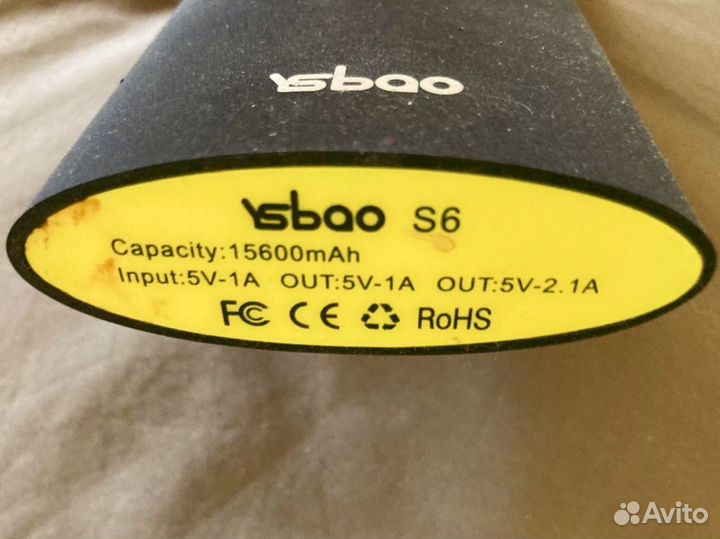 Ysbao
Ysbao S6
Capacity:15600mAh
Input:5V-1A OUT:5V-1A OUT:5V-2.1A
FC CE RoHS
Avito